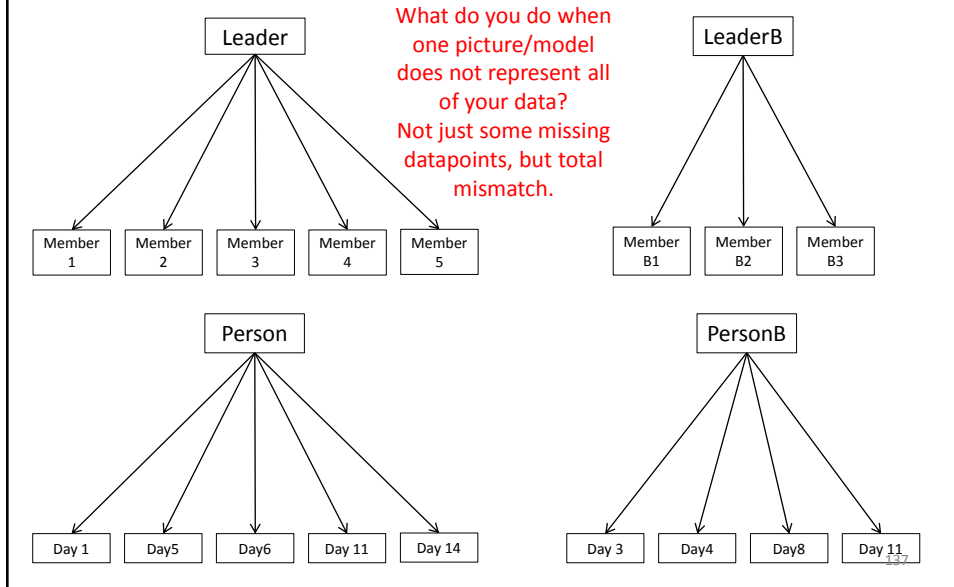 Leader
What do you do when
one picture/model
does not represent all
of your data?
Not just some missing
datapoints, but total
mismatch.
LeaderB
Member
1
Member
2
Member
3
Member
4
Member
5
Member
B1
Member
B2
Member
B3
Person
PersonB
Day 1
Day5
Day6
Day 11
Day 14
Day 3
Day4
Day8
Day 11
137